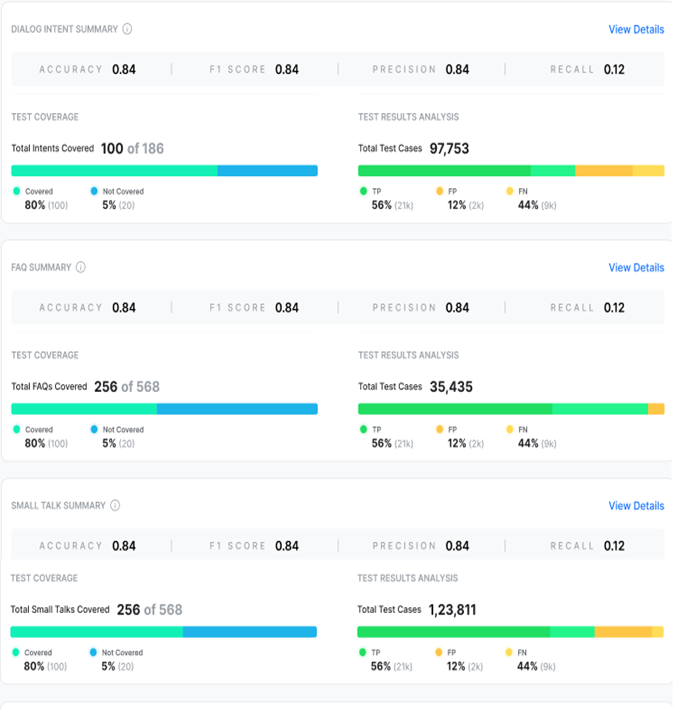 DIALOG INTENT SUMMARY View Details
ACCURACY 0.84 F1 SCORE 0.84 PRECISION 0.84 RECALL 0.12
TEST COVERAGE TEST RESULTS ANALYSIS
Total Intents Covered 100 of 186 Total Test Cases 97,753
Covered Not Covered TP FP FN
80% (100) 5% (20) 56% (21k) 12% (2k) 44% (9k)
FAQ SUMMARY View Details
ACCURACY 0.84 F1 SCORE 0.84 PRECISION 0.84 RECALL 0.12
TEST COVERAGE TEST RESULTS ANALYSIS
Total FAQs Covered 256 of 568 Total Test Cases 35,435
Covered Not Covered TP FP FN
80% (100) 5% (20) 56% (21k) 12% (2k) 44% (9k)
SMALL TALK SUMMARY View Details
ACCURACY 0.84 F1 SCORE 0.84 PRECISION 0.84 RECALL 0.12
TEST COVERAGE TEST RESULTS ANALYSIS
Total Small Talks Covered 256 of 568 Total Test Cases 1,23,811
Covered Not Covered TP FP FN
80% (100) 5% (20) 56% (21k) 12% (2k) 44% (9k)